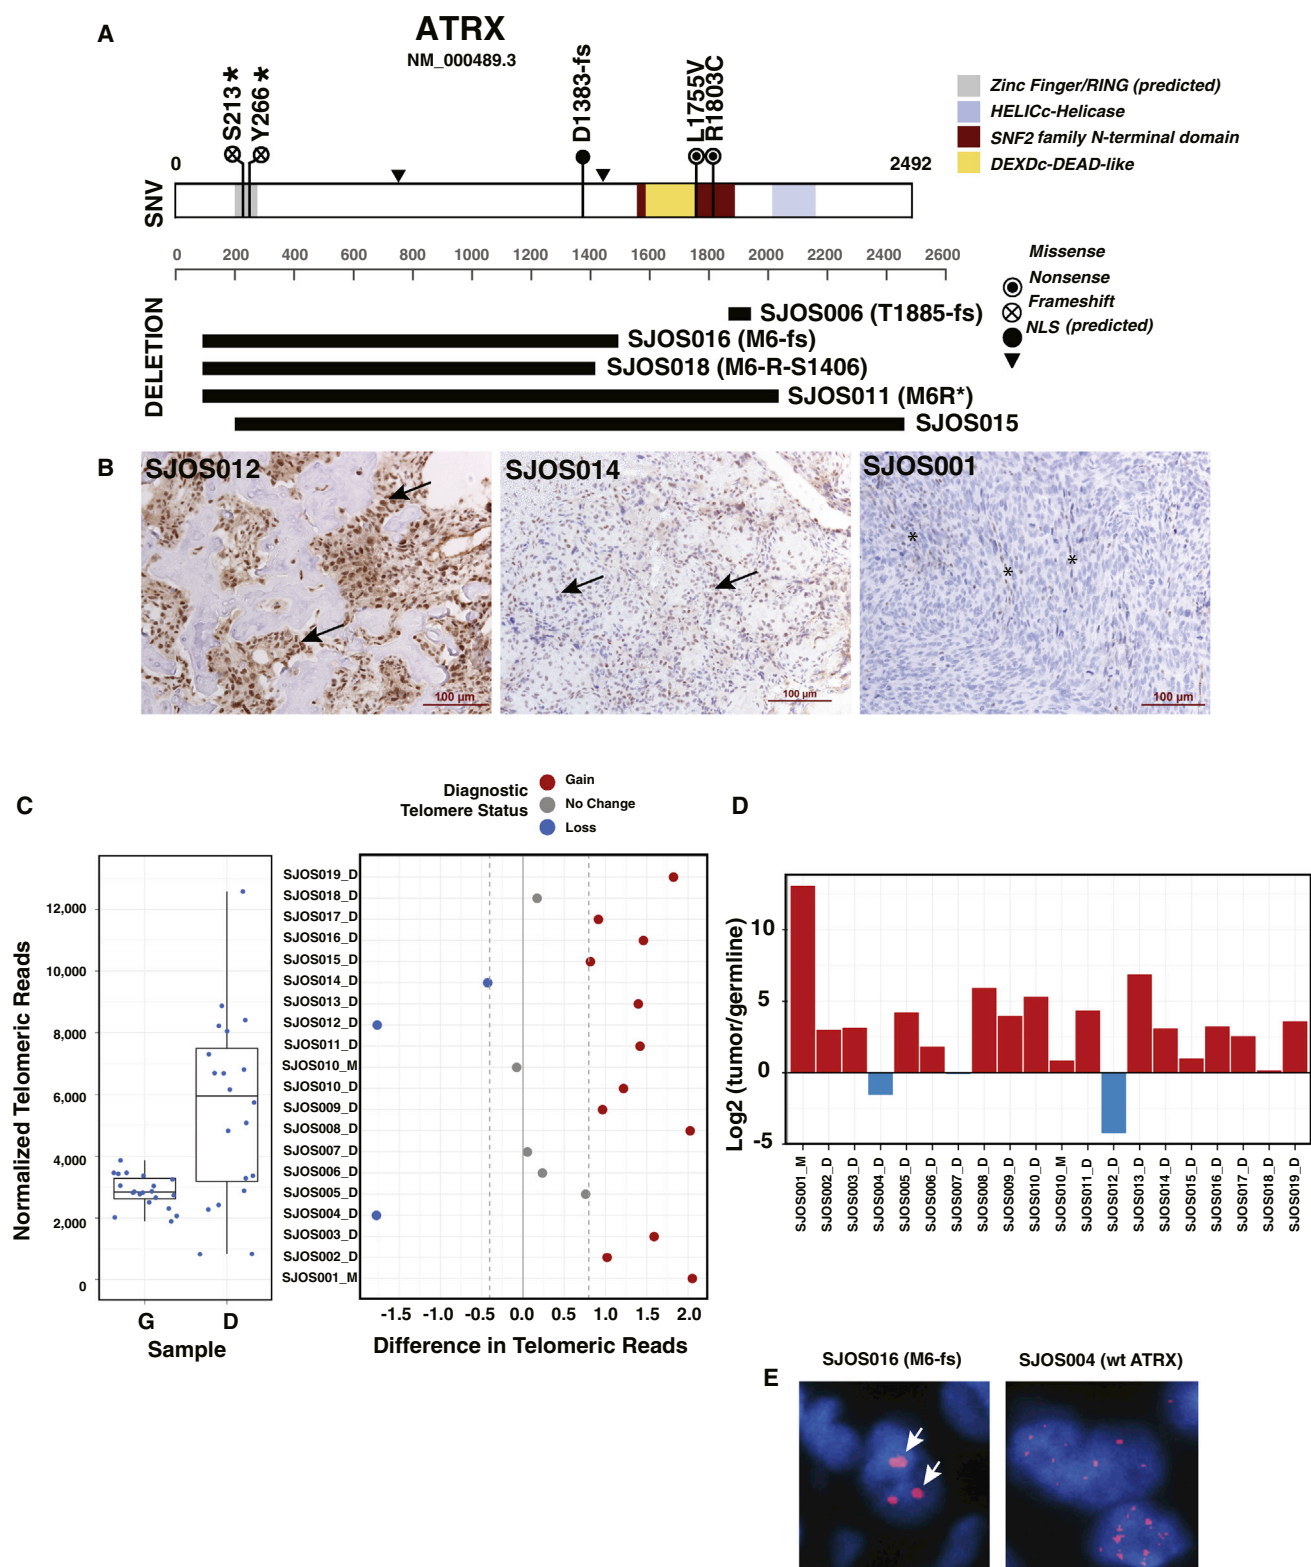 A
ATRX
NM_000489.3
S213*
Y266*
D1383-fs
L1755V
R1803C
Zinc Finger/RING (predicted)
HELICc-Helicase
SNF2 family N-terminal domain
DEXDc-DEAD-like
0
2492
SNV
0 200 400 600 800 1000 1200 1400 1600 1800 2000 2200 2400 2600
Missense
Nonsense
Frameshift
NLS (predicted)
DELETION
SJOS006 (T1885-fs)
SJOS016 (M6-fs)
SJOS018 (M6-R-S1406)
SJOS011 (M6R*)
SJOS015
B
SJOS012
SJOS014
SJOS001
* * *
100 µm
100 µm
100 µm
C
Diagnostic
Telomere Status
Gain
No Change
Loss
Normalized Telomeric Reads
12,000
10,000
8,000
6,000
4,000
2,000
0
G D
Sample
SJOS019_D
SJOS018_D
SJOS017_D
SJOS016_D
SJOS015_D
SJOS014_D
SJOS013_D
SJOS012_D
SJOS011_D
SJOS010_M
SJOS010_D
SJOS009_D
SJOS008_D
SJOS007_D
SJOS006_D
SJOS005_D
SJOS004_D
SJOS003_D
SJOS002_D
SJOS001_M
-1.5 -1.0 -0.5 0.0 0.5 1.0 1.5 2.0
Difference in Telomeric Reads
D
Log2 (tumor/germline)
10
5
0
-5
SJOS001_M
SJOS002_D
SJOS003_D
SJOS004_D
SJOS005_D
SJOS006_D
SJOS007_D
SJOS008_D
SJOS009_D
SJOS010_D
SJOS010_M
SJOS011_D
SJOS012_D
SJOS013_D
SJOS014_D
SJOS015_D
SJOS016_D
SJOS017_D
SJOS018_D
SJOS019_D
E
SJOS016 (M6-fs)
SJOS004 (wt ATRX)